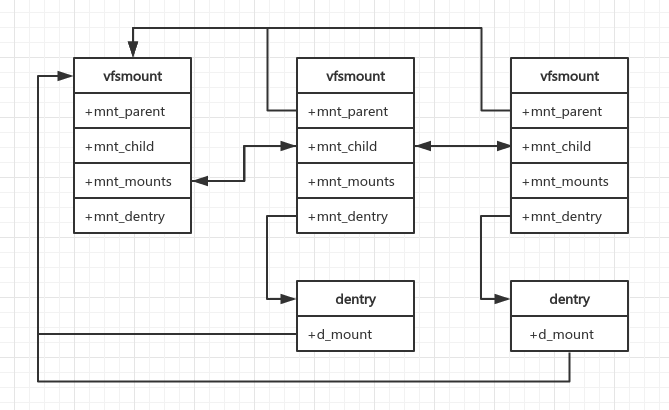 vfsmount
+mnt_parent
+mnt_child
+mnt_mounts
+mnt_dentry
vfsmount
+mnt_parent
+mnt_child
+mnt_mounts
+mnt_dentry
vfsmount
+mnt_parent
+mnt_child
+mnt_mounts
+mnt_dentry
dentry
+d_mount
dentry
+d_mount